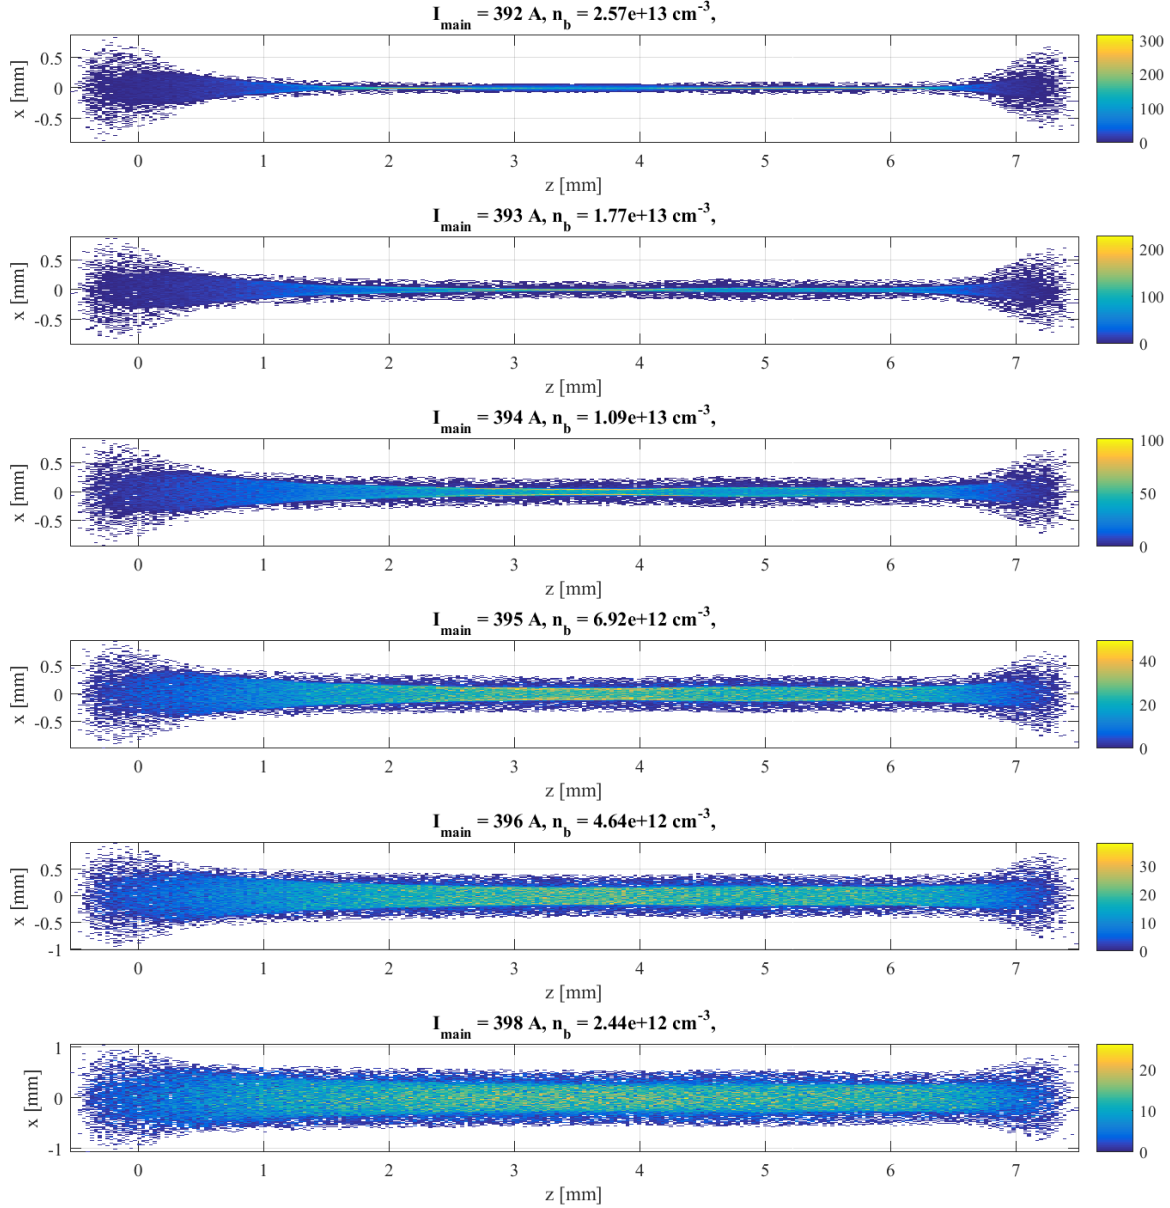 I_main = 392 A, n_b = 2.57e+13 cm^-3,
0.5
0
-0.5
x [mm]
0 1 2 3 4 5 6 7
z [mm]
300
200
100
0
I_main = 393 A, n_b = 1.77e+13 cm^-3,
0.5
0
-0.5
x [mm]
0 1 2 3 4 5 6 7
z [mm]
200
100
0
I_main = 394 A, n_b = 1.09e+13 cm^-3,
0.5
0
-0.5
x [mm]
0 1 2 3 4 5 6 7
z [mm]
100
50
0
I_main = 395 A, n_b = 6.92e+12 cm^-3,
0.5
0
-0.5
x [mm]
0 1 2 3 4 5 6 7
z [mm]
40
20
0
I_main = 396 A, n_b = 4.64e+12 cm^-3,
0.5
0
-0.5
-1
x [mm]
0 1 2 3 4 5 6 7
z [mm]
30
20
10
0
I_main = 398 A, n_b = 2.44e+12 cm^-3,
1
0
-1
x [mm]
0 1 2 3 4 5 6 7
z [mm]
20
10
0